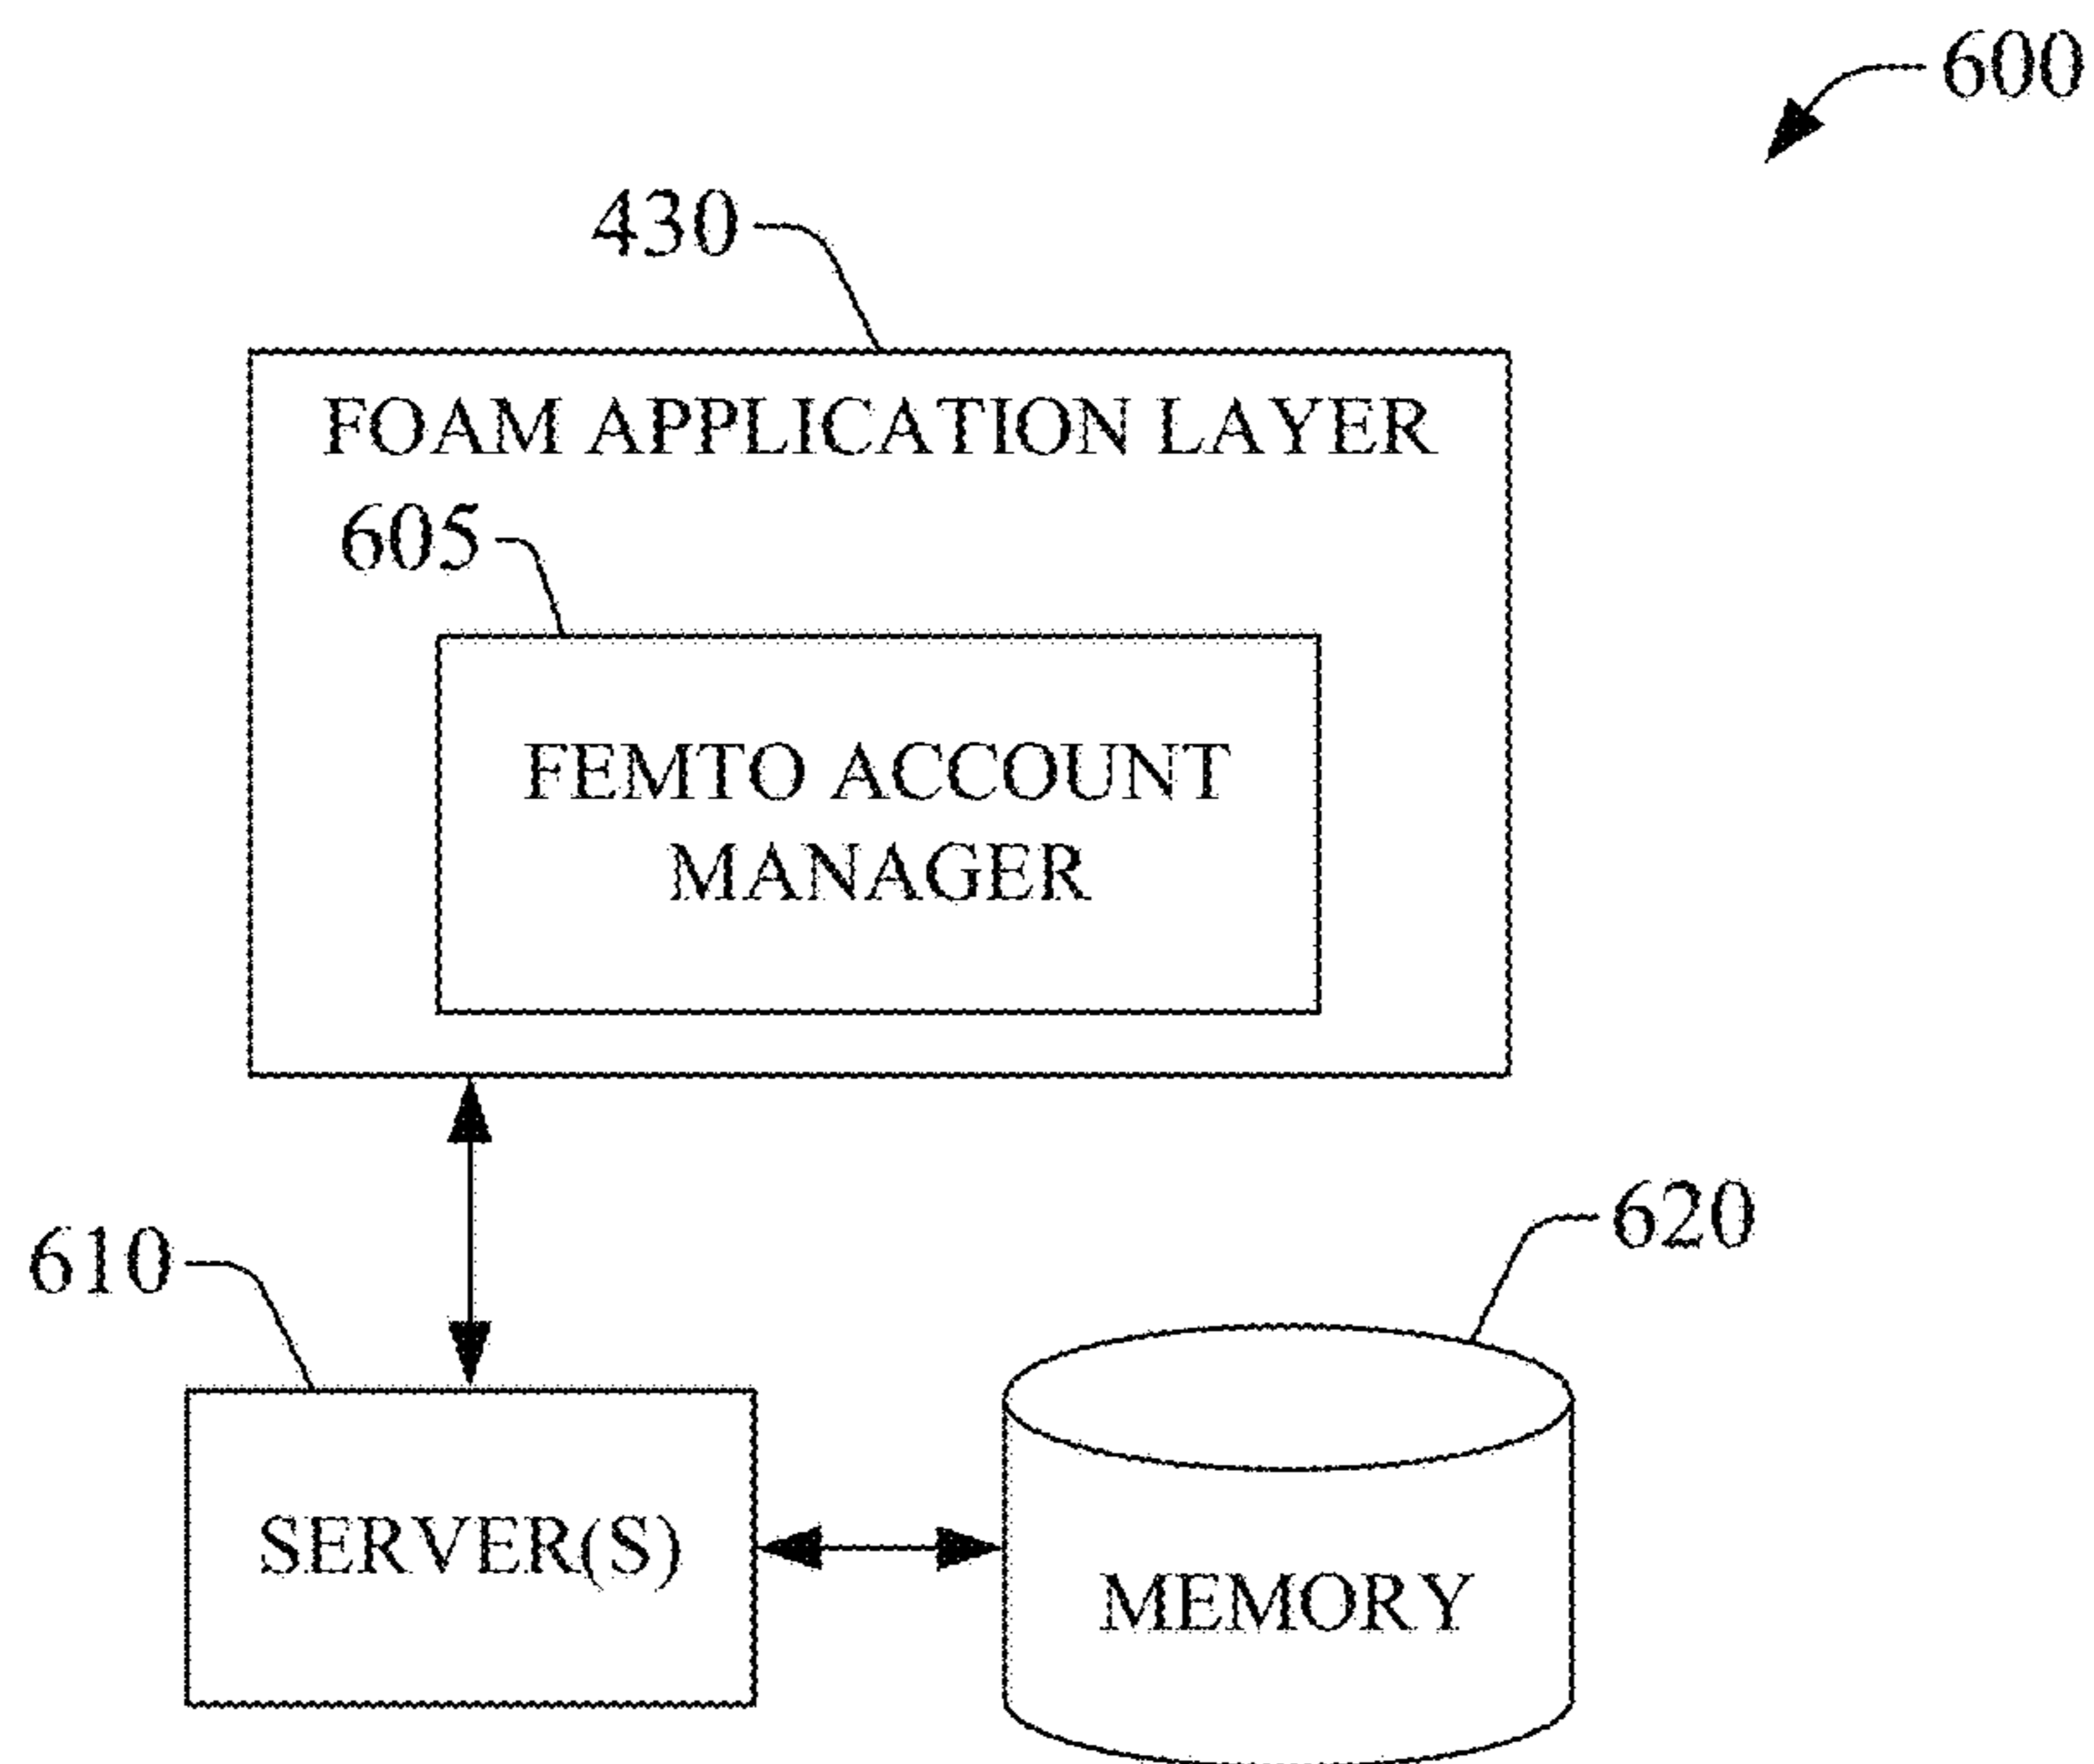 600
430
FOAM APPLICATION LAYER
605
FEMTO ACCOUNT
MANAGER
620
610
SERVER(S)
MEMORY